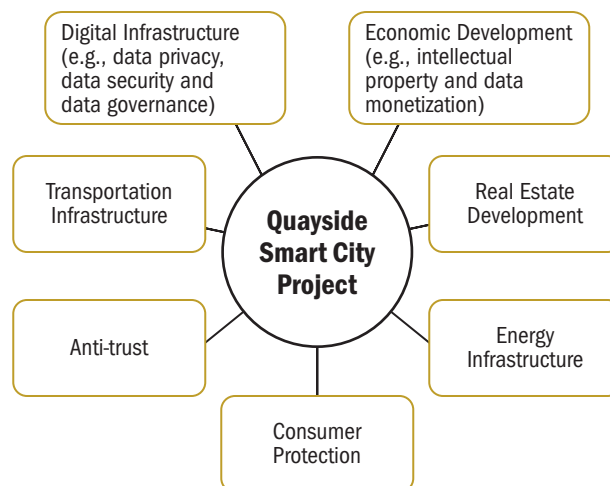 Digital Infrastructure
(e.g., data privacy,
data security and
data governance)
Economic Development
(e.g., intellectual
property and data
monetization)
Transportation
Infrastructure
Quayside
Smart City
Project
Real Estate
Development
Anti-trust
Energy
Infrastructure
Consumer
Protection